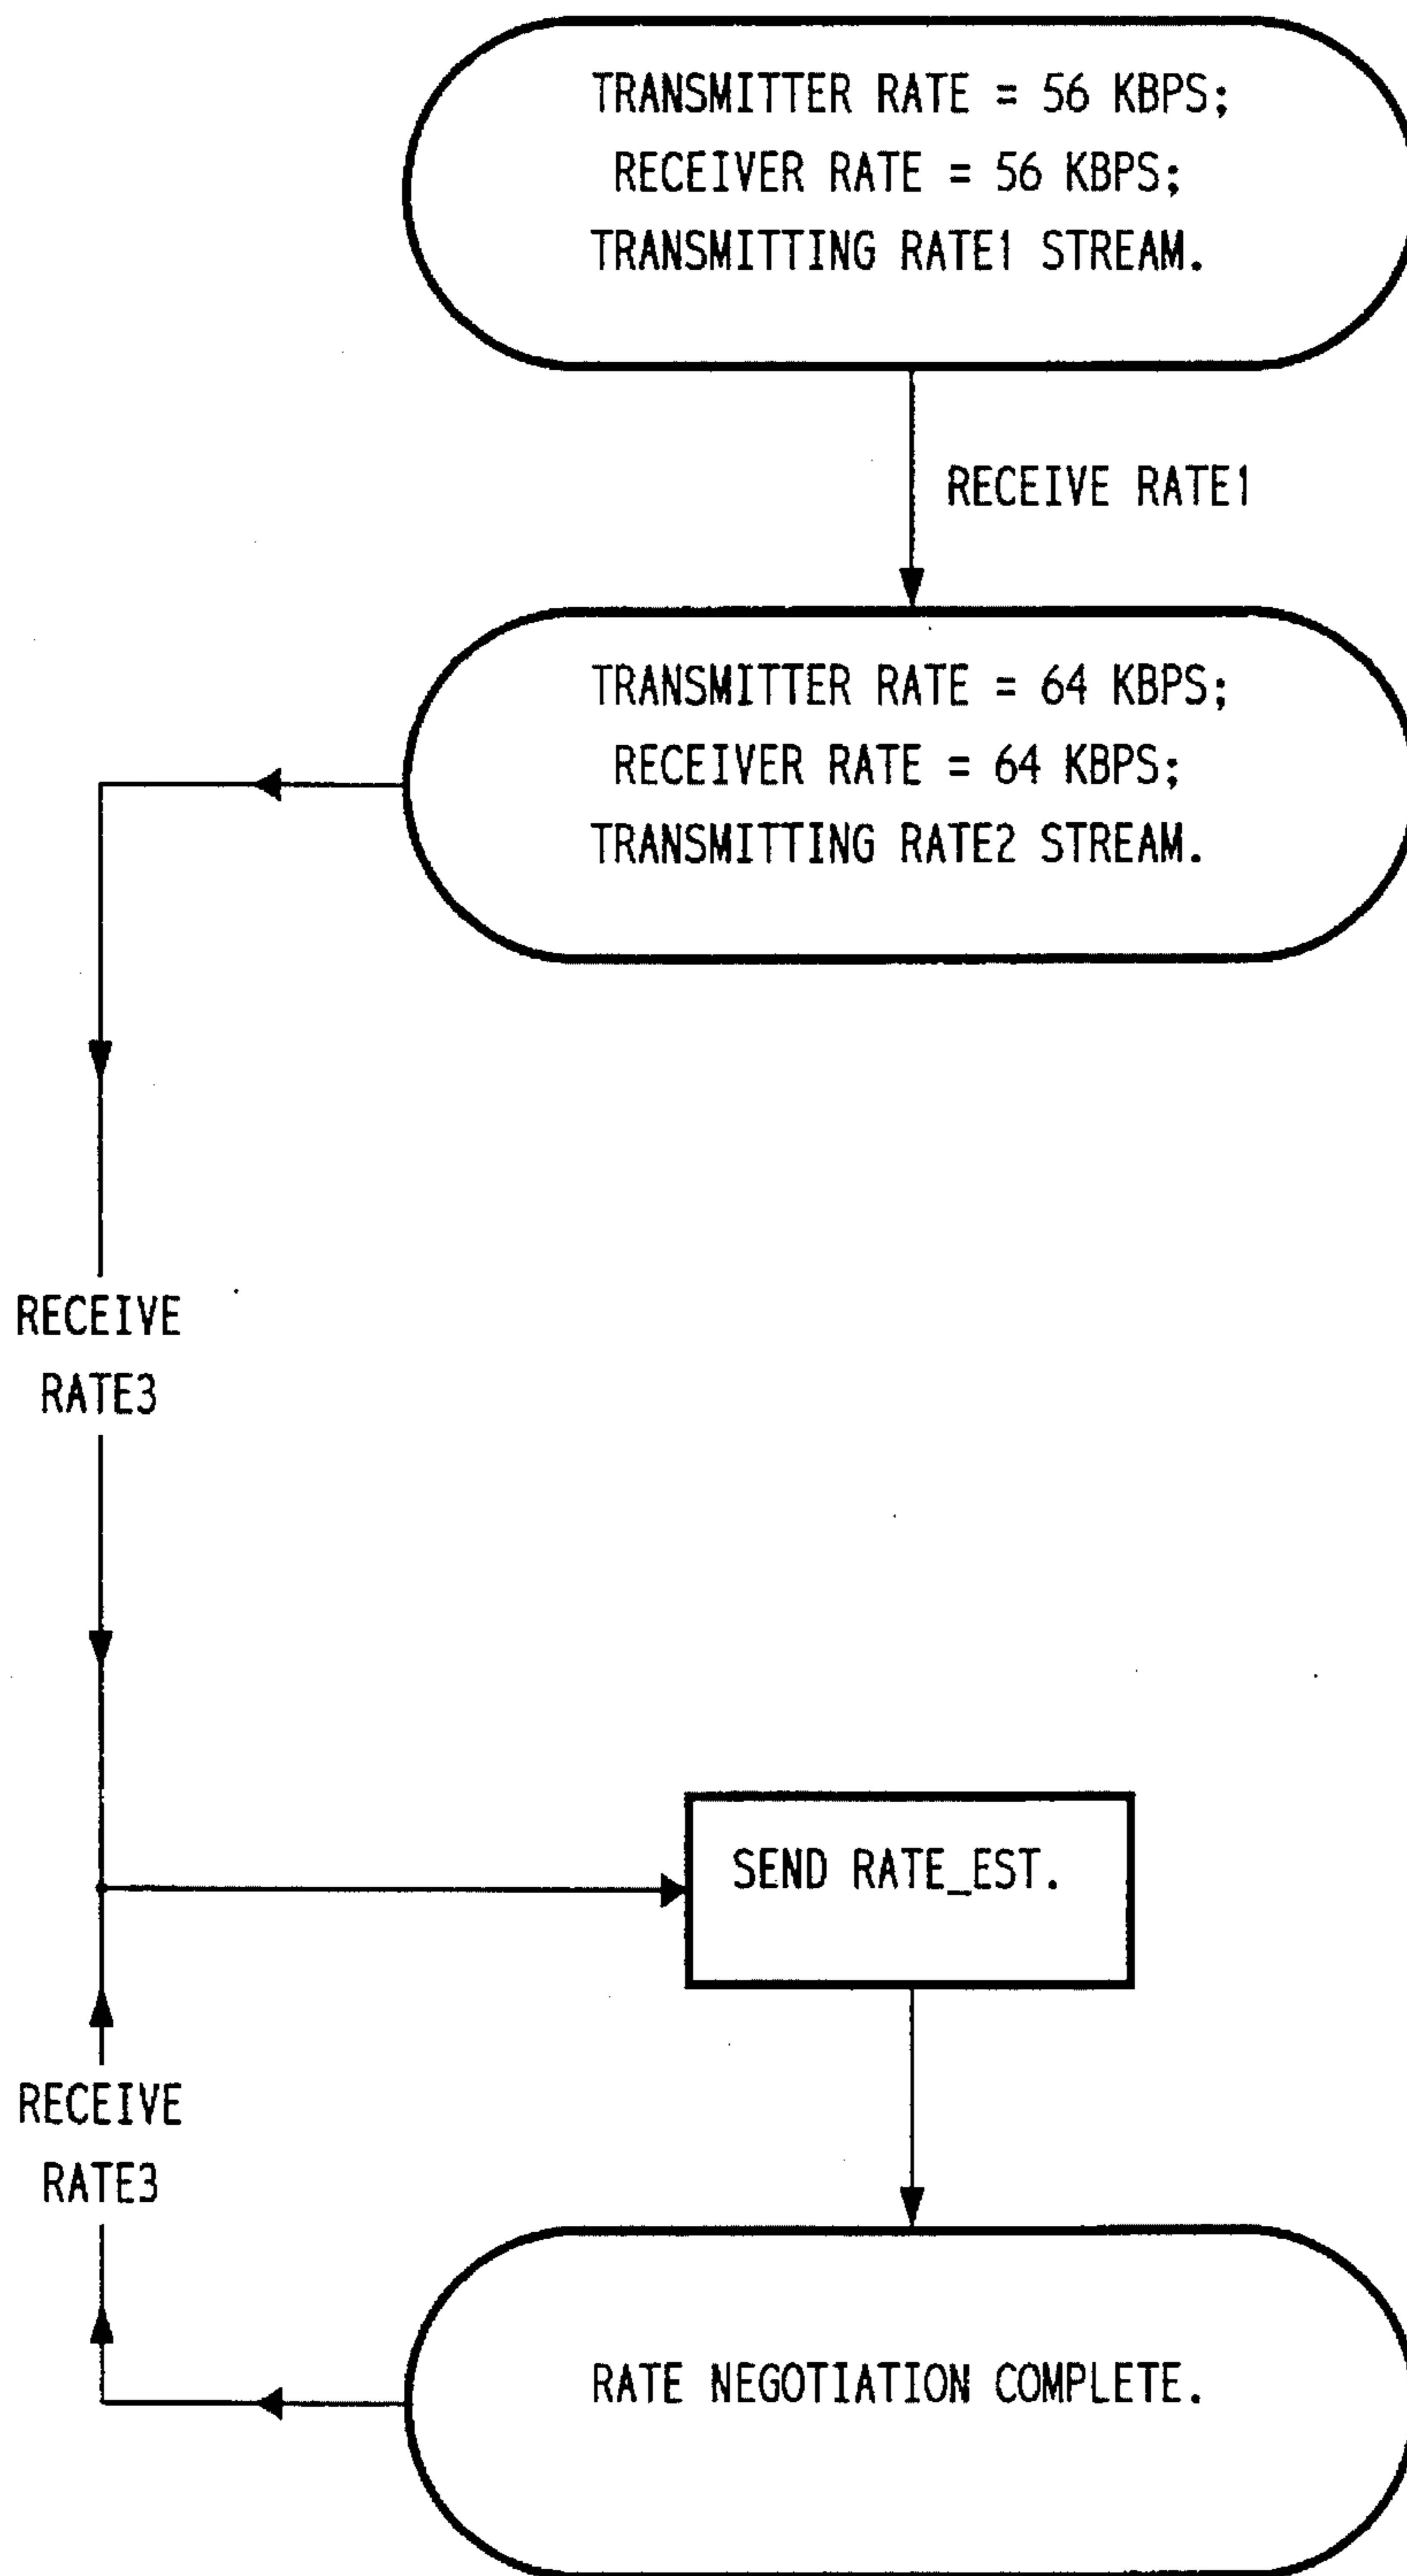 TRANSMITTER RATE = 56 KBPS;
RECEIVER RATE = 56 KBPS;
TRANSMITTING RATE1 STREAM.
RECEIVE RATE1
TRANSMITTER RATE = 64 KBPS;
RECEIVER RATE = 64 KBPS;
TRANSMITTING RATE2 STREAM.
RECEIVE
RATE3
SEND RATE_EST.
RECEIVE
RATE3
RATE NEGOTIATION COMPLETE.